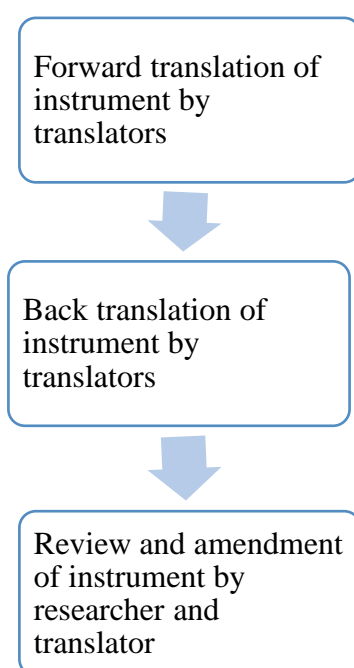 Forward translation of
instrument by
translators
Back translation of
instrument by
translators
Review and amendment
of instrument by
researcher and
translator